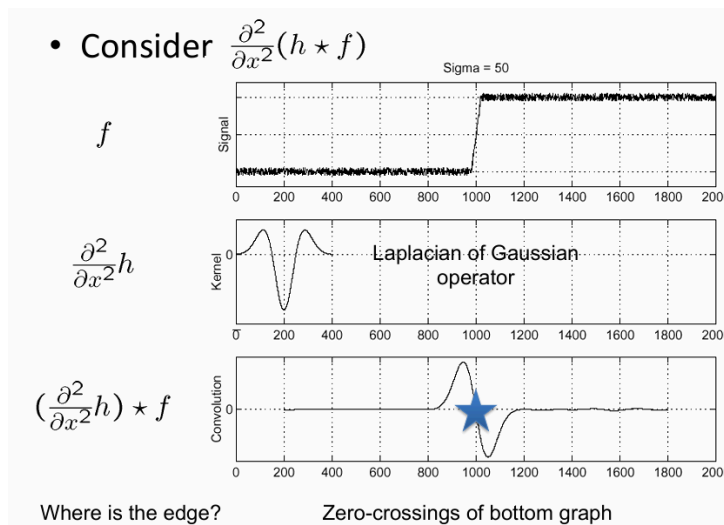 • Consider ∂²/∂x² (h ⋆ f)
Sigma = 50
f
Signal
0 200 400 600 800 1000 1200 1400 1600 1800 200
∂²/∂x² h
Kernel
0
Laplacian of Gaussian
operator
0 200 400 600 800 1000 1200 1400 1600 1800 200
(∂²/∂x² h) ⋆ f
Convolution
0
0 200 400 600 800 1000 1200 1400 1600 1800 200
Where is the edge? Zero-crossings of bottom graph